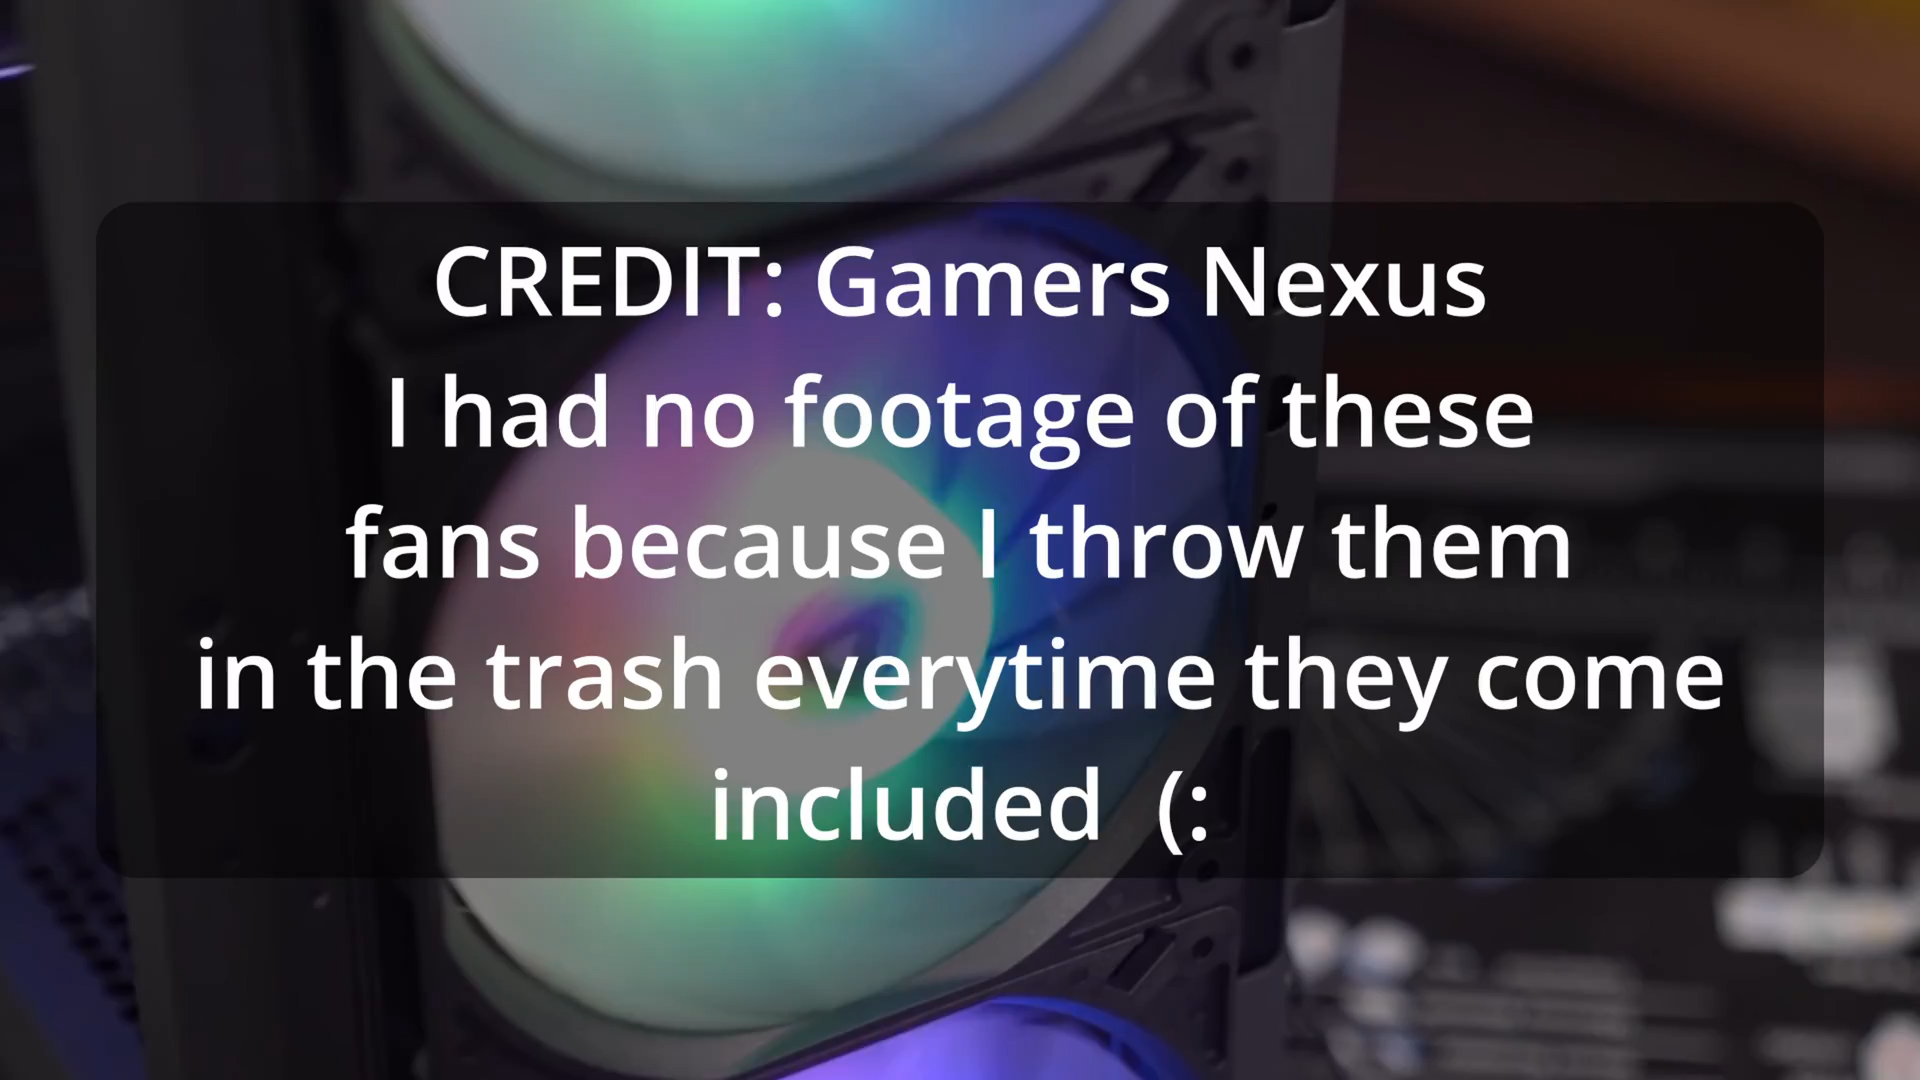 CREDIT: Gamers Nexus
I had no footage of these
fans because I throw them
in the trash everytime they come
included  (: